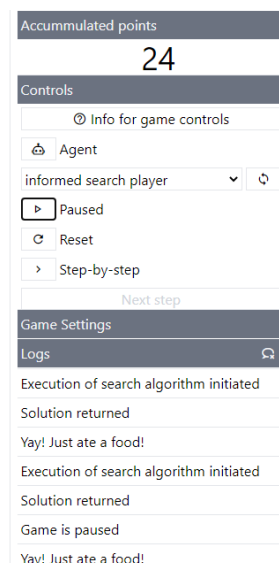 Accummulated points
24
Controls
Info for game controls
Agent
informed search player
Paused
Reset
Step-by-step
Next step
Game Settings
Logs
Execution of search algorithm initiated
Solution returned
Yay! Just ate a food!
Execution of search algorithm initiated
Solution returned
Game is paused
Yay! Just ate a food!